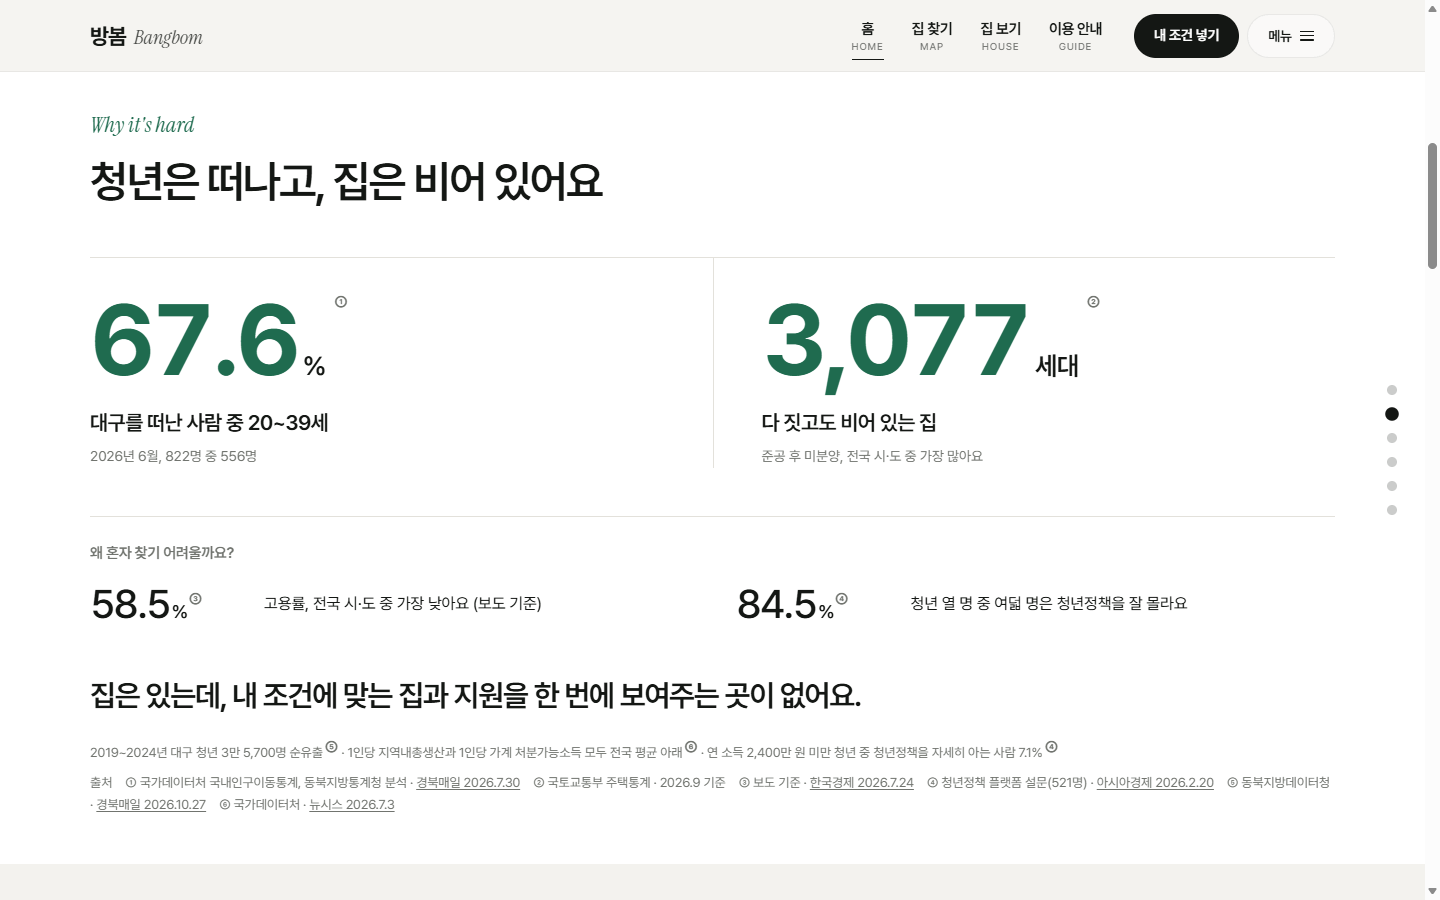 방봄 Bangbom
홈 집 찾기 집 보기 이용 안내
HOME MAP HOUSE GUIDE
내 조건 넣기
메뉴
Why it's hard
청년은 떠나고, 집은 비어 있어요
67.6% ①
대구를 떠난 사람 중 20~39세
2026년 6월, 822명 중 556명
3,077 세대 ②
다 짓고도 비어 있는 집
준공 후 미분양, 전국 시·도 중 가장 많아요
왜 혼자 찾기 어려울까요?
58.5%③ 고용률, 전국 시·도 중 가장 낮아요 (보도 기준)
84.5%④ 청년 열 명 중 여덟 명은 청년정책을 잘 몰라요
집은 있는데, 내 조건에 맞는 집과 지원을 한 번에 보여주는 곳이 없어요.
2019~2024년 대구 청년 3만 5,700명 순유출⑤ · 1인당 지역내총생산과 1인당 가계 처분가능소득 모두 전국 평균 아래⑥ · 연 소득 2,400만 원 미만 청년 중 청년정책을 자세히 아는 사람 7.1%④
출처 ① 국가데이터처 국내인구이동통계, 동북지방통계청 분석 · 경북매일 2026.7.30 ② 국토교통부 주택통계 · 2026.9 기준 ③ 보도 기준 · 한국경제 2026.7.24 ④ 청년정책 플랫폼 설문(521명) · 아시아경제 2026.2.20 ⑤ 동북지방데이터청
· 경북매일 2026.10.27 ⑥ 국가데이터처 · 뉴시스 2026.7.3